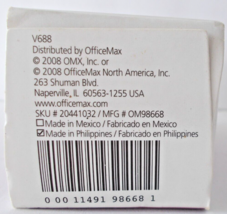 V688
Distributed by OfficeMax
© 2008 OMX, Inc. or
© 2008 OfficeMax North America, Inc.
263 Shuman Blvd.
Naperville, IL 60563-1255 USA
www.officemax.com
SKU # 20441032 / MFG # OM98668
☐ Made in Mexico / Fabricado en Mexico
☑ Made in Philippines / Fabricado en Philippines
0 00 11491 98668 1